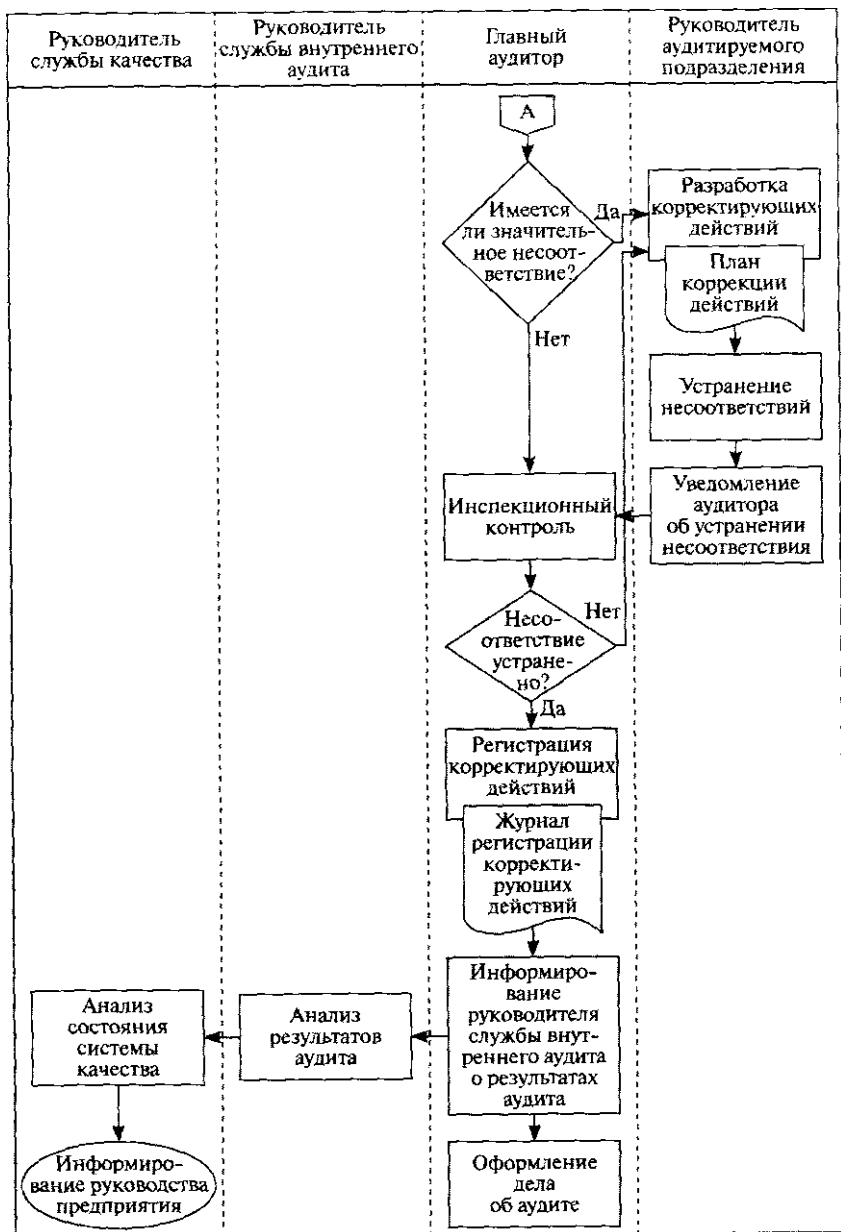 Руководитель
службы качества
Руководитель
службы внутреннего
аудита
Главный
аудитор
Руководитель
аудитируемого
подразделения
А
Имеется
ли значитель-
ное несоот-
ветствие?
Да
Нет
Разработка
корректирующих
действий
План
коррекции
действий
Устранение
несоответствий
Уведомление
аудитора
об устранении
несоответствия
Инспекционный
контроль
Несо-
ответствие
устране-
но?
Нет
Да
Регистрация
корректирующих
действий
Журнал
регистрации
корректи-
рующих
действий
Информиро-
вание
руководителя
службы внут-
реннего аудита
о результатах
аудита
Анализ
результатов
аудита
Анализ
состояния
системы
качества
Информиро-
вание руководства
предприятия
Оформление
дела
об аудите